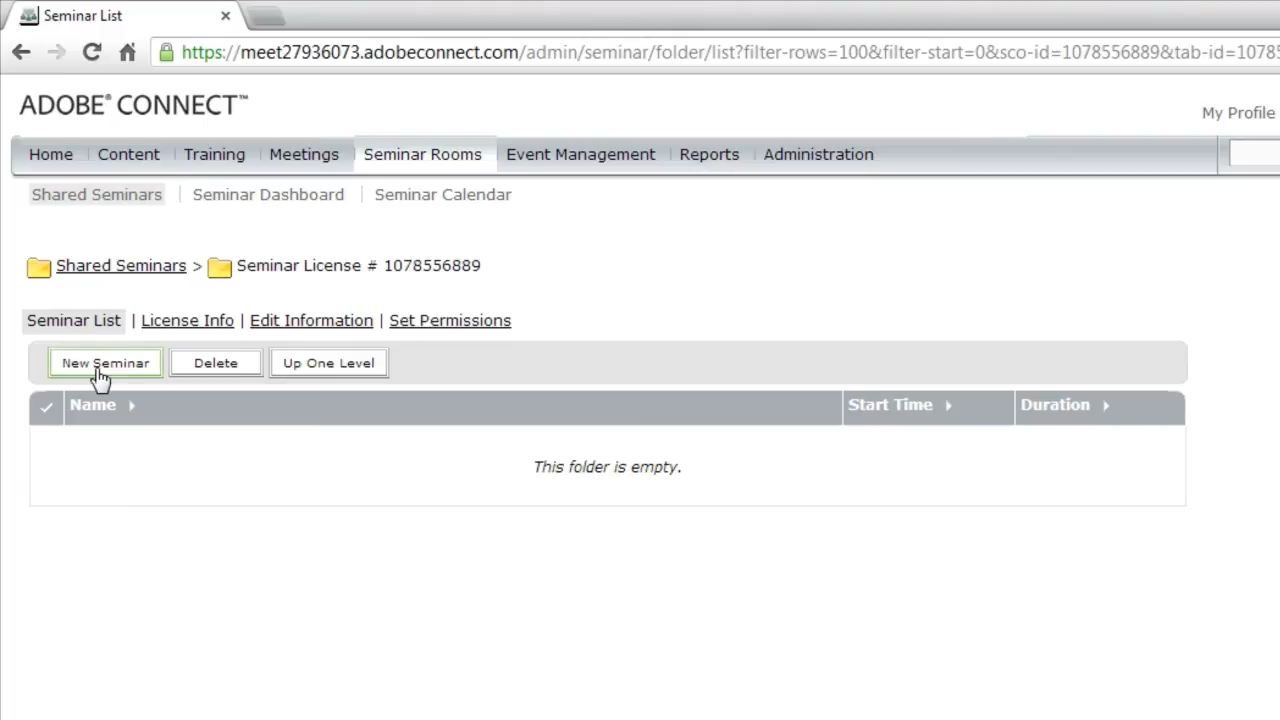 Seminar List
https://meet27936073.adobeconnect.com/admin/seminar/folder/list?filter-rows=100&filter-start=0&sco-id=1078556889&tab-id=1078
ADOBE® CONNECT™
My Profile
Home Content Training Meetings Seminar Rooms Event Management Reports Administration
Shared Seminars Seminar Dashboard Seminar Calendar
Shared Seminars > Seminar License # 1078556889
Seminar List | License Info | Edit Information | Set Permissions
New Seminar Delete Up One Level
Name Start Time Duration
This folder is empty.